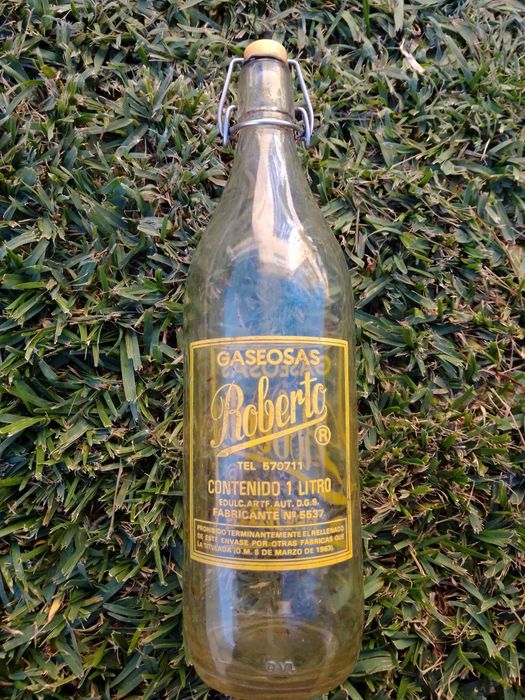 GASEOSAS
Roberto
®
TEL 570711
CONTENIDO 1 LITRO
EDULC. ARTF. AUT. D.G.S.
FABRICANTE Nº 5537
PROHIBIDO TERMINANTEMENTE EL RELLENADO
DE ESTE ENVASE POR OTRAS FABRICAS QUE
LA TITULADA (O.M. 6 DE MARZO DE 1963).